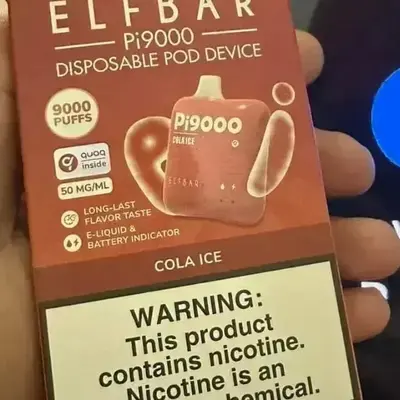 ELFBAR
Pi9000
DISPOSABLE POD DEVICE
9000
PUFFS
quaq
inside
50 MG/ML
LONG-LAST
FLAVOR TASTE
E-LIQUID &
BATTERY INDICATOR
Pi9000
COLA ICE
ELFBAR
COLA ICE
WARNING:
This product
contains nicotine.
Nicotine is an